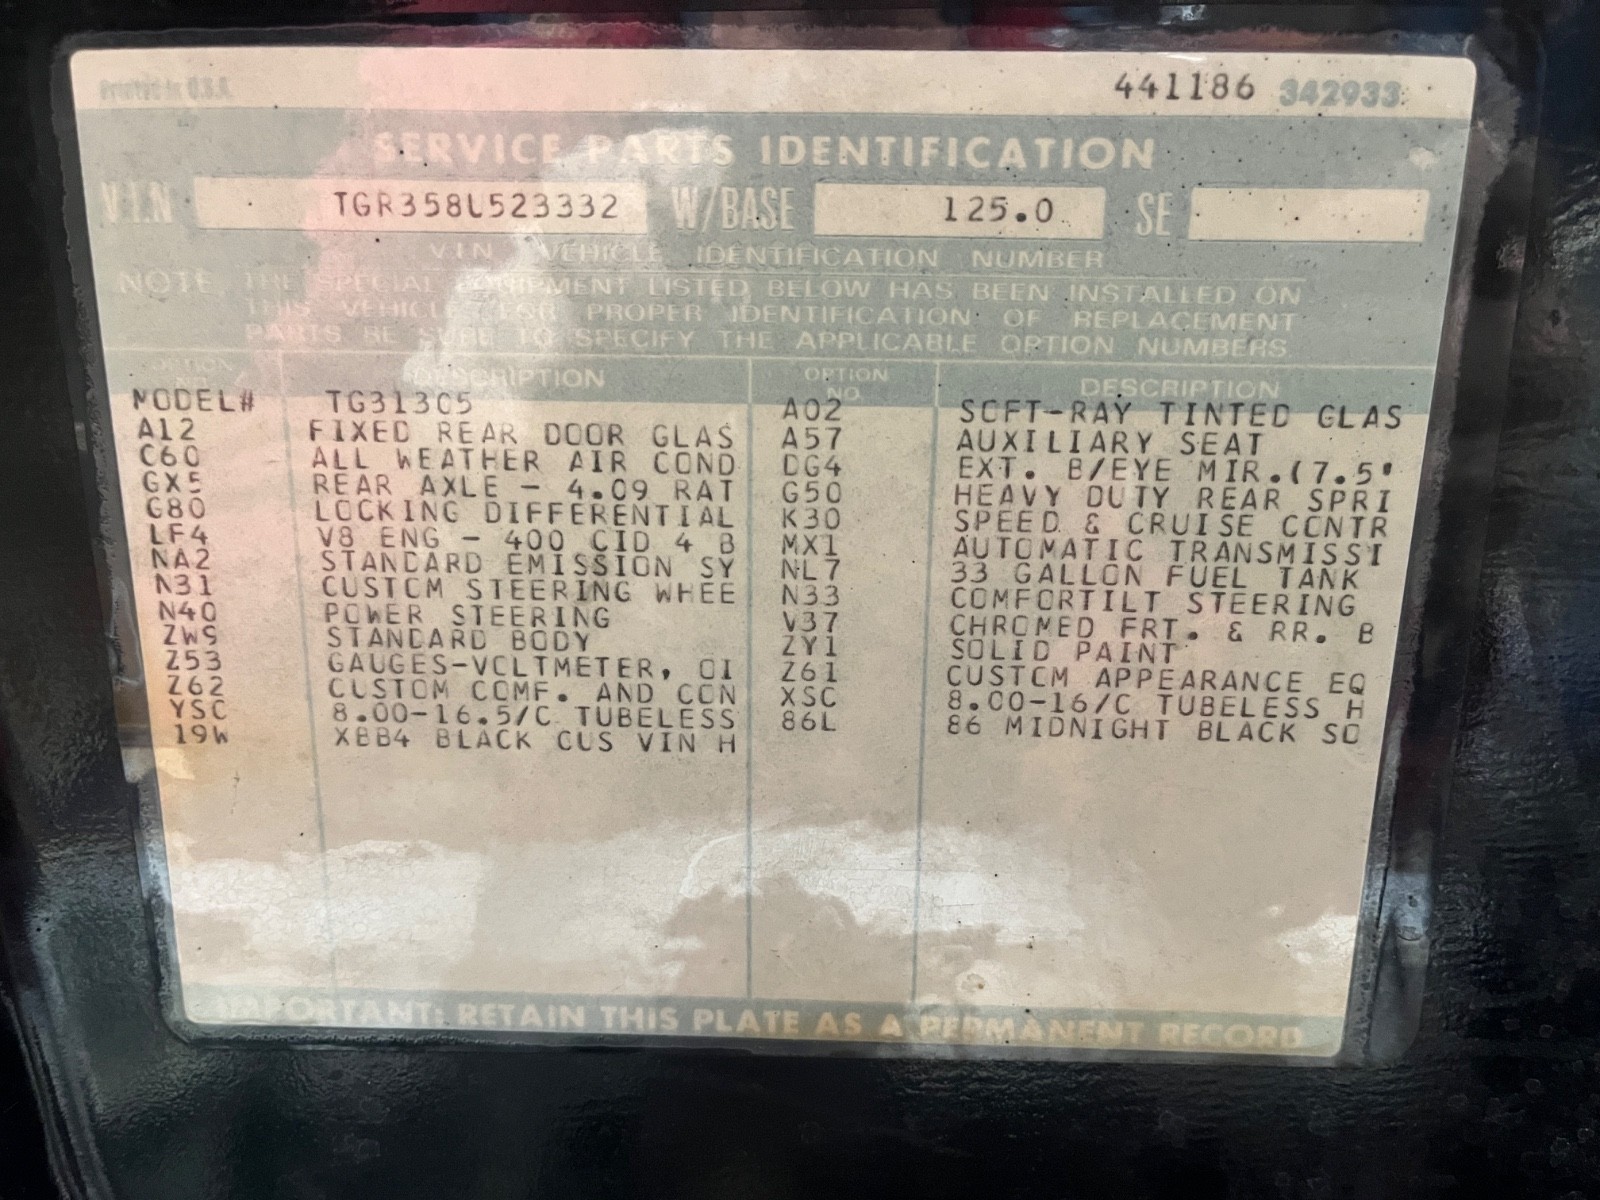 Printed in U.S.A.
441186 342933
SERVICE PARTS IDENTIFICATION
V.I.N TGR358U523332 W/BASE 125.0 SE
VIN VEHICLE IDENTIFICATION NUMBER
NOTE THE SPECIAL EQUIPMENT LISTED BELOW HAS BEEN INSTALLED ON
THIS VEHICLE FOR PROPER IDENTIFICATION OF REPLACEMENT
PARTS BE SURE TO SPECIFY THE APPLICABLE OPTION NUMBERS
OPTION DESCRIPTION OPTION NO DESCRIPTION
MODEL# TG31305
A12 FIXED REAR DOOR GLAS
C60 ALL WEATHER AIR COND
GX5 REAR AXLE - 4.09 RAT
G80 LOCKING DIFFERENTIAL
LF4 V8 ENG - 400 CID 4 B
NA2 STANDARD EMISSION SY
N31 CUSTOM STEERING WHEE
N40 POWER STEERING
ZW9 STANDARD BODY
Z53 GAUGES-VOLTMETER, OI
Z62 CUSTOM COMF. AND CON
YSC 8.00-16.5/C TUBELESS
19W XBB4 BLACK CUS VIN H
A02 SOFT-RAY TINTED GLAS
A57 AUXILIARY SEAT
DG4 EXT. B/EYE MIR.(7.5"
G50 HEAVY DUTY REAR SPRI
K30 SPEED & CRUISE CONTR
MX1 AUTOMATIC TRANSMISSI
NL7 33 GALLON FUEL TANK
N33 COMFORTILT STEERING
V37 CHROMED FRT. & RR. B
ZY1 SOLID PAINT
Z61 CUSTOM APPEARANCE EQ
XSC 8.00-16/C TUBELESS H
86L 86 MIDNIGHT BLACK SO
IMPORTANT: RETAIN THIS PLATE AS A PERMANENT RECORD